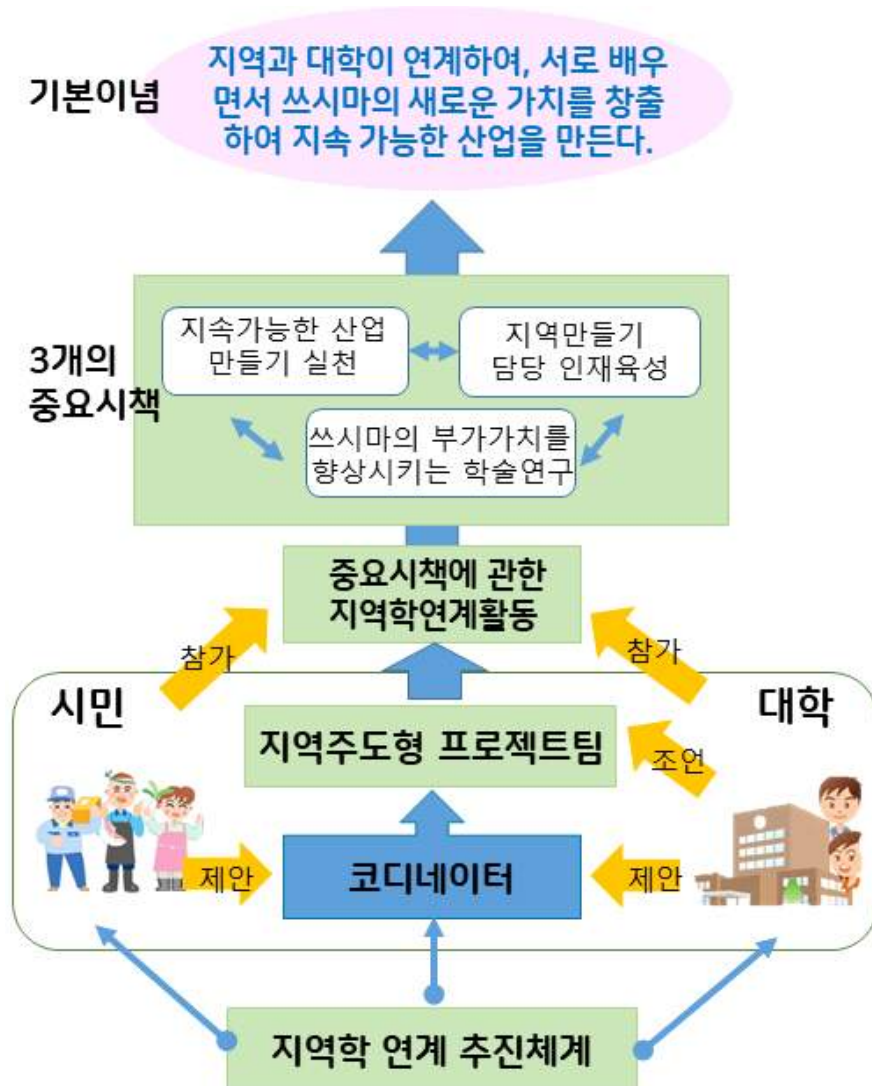 기본이념
지역과 대학이 연계하여, 서로 배우
면서 쓰시마의 새로운 가치를 창출
하여 지속 가능한 산업을 만든다.
3개의
중요시책
지속가능한 산업
만들기 실천
지역만들기
담당 인재육성
쓰시마의 부가가치를
향상시키는 학술연구
중요시책에 관한
지역학연계활동
참가
참가
시민
대학
지역주도형 프로젝트팀
조언
제안
코디네이터
제안
지역학 연계 추진체계